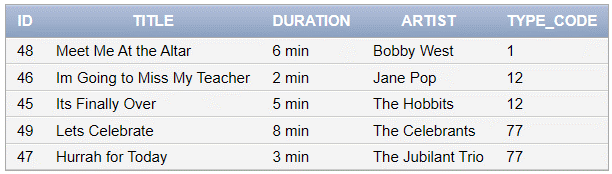 ID TITLE DURATION ARTIST TYPE_CODE
48 Meet Me At the Altar 6 min Bobby West 1
46 Im Going to Miss My Teacher 2 min Jane Pop 12
45 Its Finally Over 5 min The Hobbits 12
49 Lets Celebrate 8 min The Celebrants 77
47 Hurrah for Today 3 min The Jubilant Trio 77